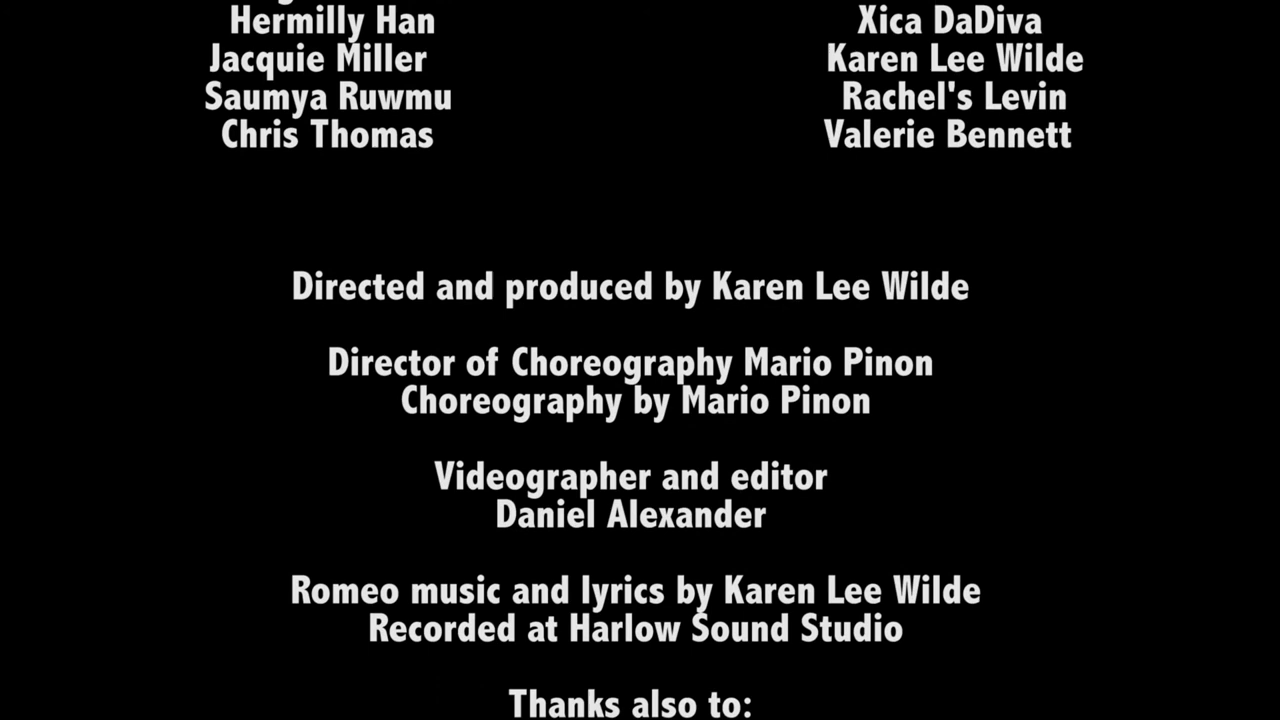 Hermilly Han
Xica DaDiva
Jacquie Miller
Karen Lee Wilde
Saumya Ruwmu
Rachel's Levin
Chris Thomas
Valerie Bennett
Directed and produced by Karen Lee Wilde
Director of Choreography Mario Pinon
Choreography by Mario Pinon
Videographer and editor
Daniel Alexander
Romeo music and lyrics by Karen Lee Wilde
Recorded at Harlow Sound Studio
Thanks also to: